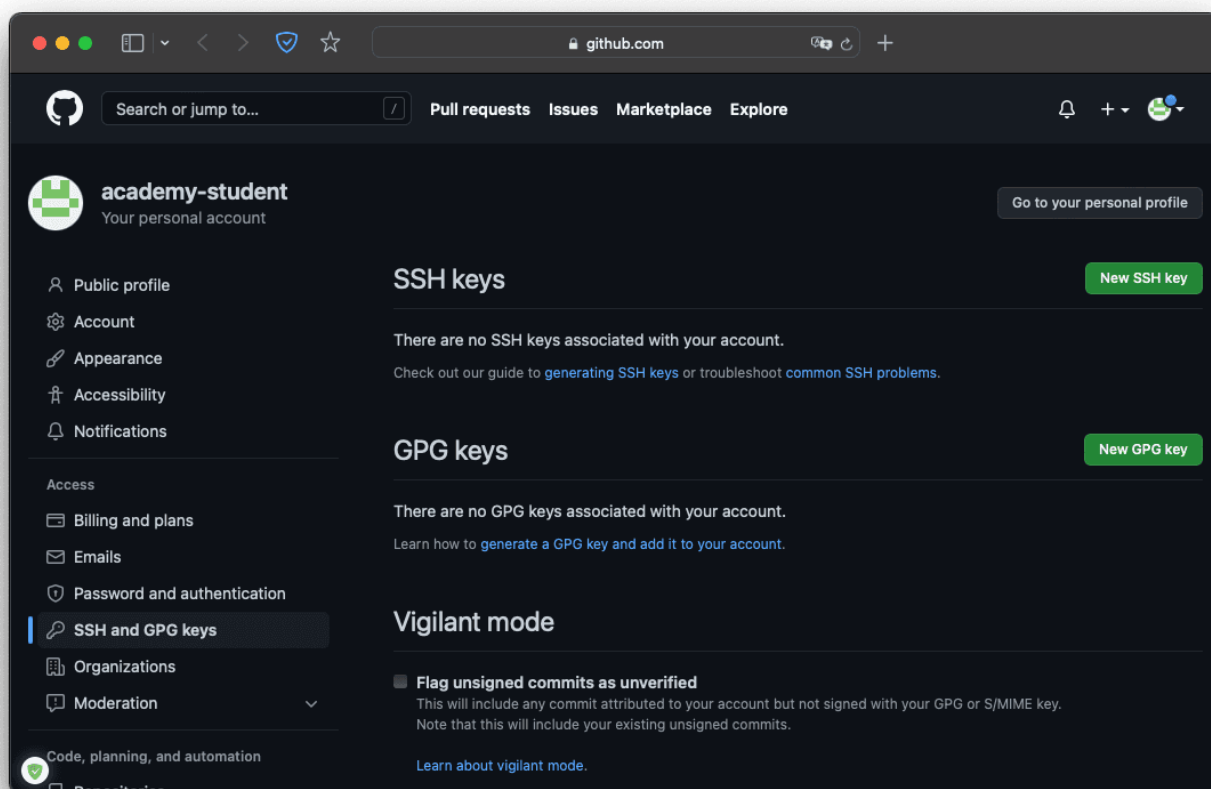 github.com
Search or jump to... /
Pull requests Issues Marketplace Explore
academy-student
Your personal account
Go to your personal profile
Public profile
Account
Appearance
Accessibility
Notifications
Access
Billing and plans
Emails
Password and authentication
SSH and GPG keys
Organizations
Moderation
Code, planning, and automation
Repositories
SSH keys
New SSH key
There are no SSH keys associated with your account.
Check out our guide to generating SSH keys or troubleshoot common SSH problems.
GPG keys
New GPG key
There are no GPG keys associated with your account.
Learn how to generate a GPG key and add it to your account.
Vigilant mode
Flag unsigned commits as unverified
This will include any commit attributed to your account but not signed with your GPG or S/MIME key.
Note that this will include your existing unsigned commits.
Learn about vigilant mode.